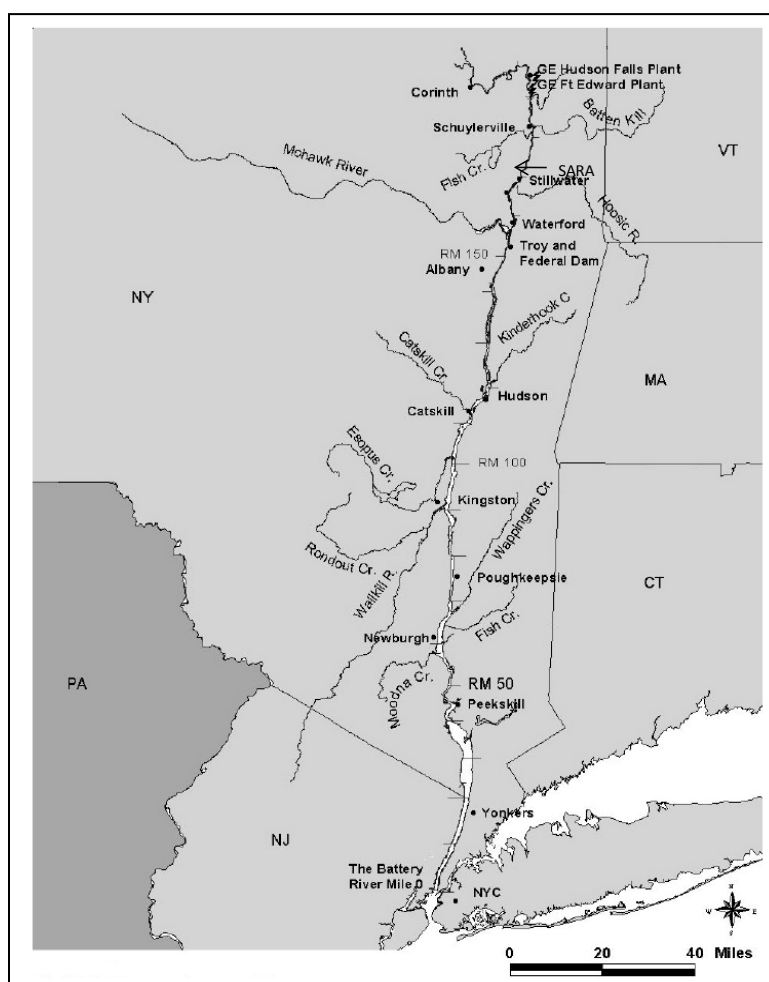 GE Hudson Falls Plant
GE Ft Edward Plant
Corinth
Batten Kill
Schuylerville
VT
Mohawk River
Fish Cr.
SARA
Stillwater
Hoosic R.
Waterford
RM 150
Troy and
Federal Dam
Albany
NY
Kinderhook C
Catskill Cr.
MA
Hudson
Catskill
Esopus Cr.
RM 100
Kingston
Wappingers Cr.
Rondout Cr.
Wallkill R.
Poughkeepsie
CT
Newburgh
Fish Cr.
PA
Moodna Cr.
RM 50
Peekskill
Yonkers
NJ
The Battery
River Mile 0
NYC
N
W E
S
0 20 40 Miles